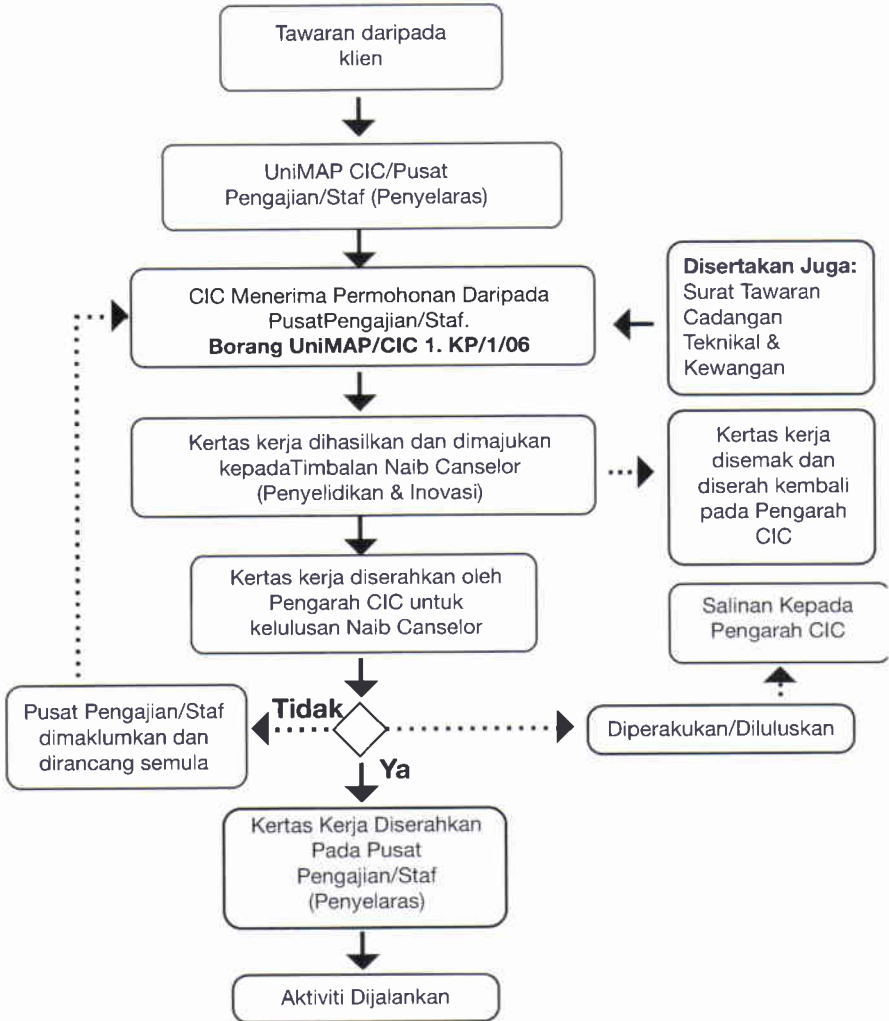 Tawaran daripada
klien
UniMAP CIC/Pusat
Pengajian/Staf (Penyelaras)
CIC Menerima Permohonan Daripada
PusatPengajian/Staf.
Borang UniMAP/CIC 1. KP/1/06
Disertakan Juga:
Surat Tawaran
Cadangan
Teknikal &
Kewangan
Kertas kerja dihasilkan dan dimajukan
kepadaTimbalan Naib Canselor
(Penyelidikan & Inovasi)
Kertas kerja
disemak dan
diserah kembali
pada Pengarah
CIC
Kertas kerja diserahkan oleh
Pengarah CIC untuk
kelulusan Naib Canselor
Salinan Kepada
Pengarah CIC
Pusat Pengajian/Staf
dimaklumkan dan
dirancang semula
Tidak
Diperakukan/Diluluskan
Ya
Kertas Kerja Diserahkan
Pada Pusat
Pengajian/Staf
(Penyelaras)
Aktiviti Dijalankan